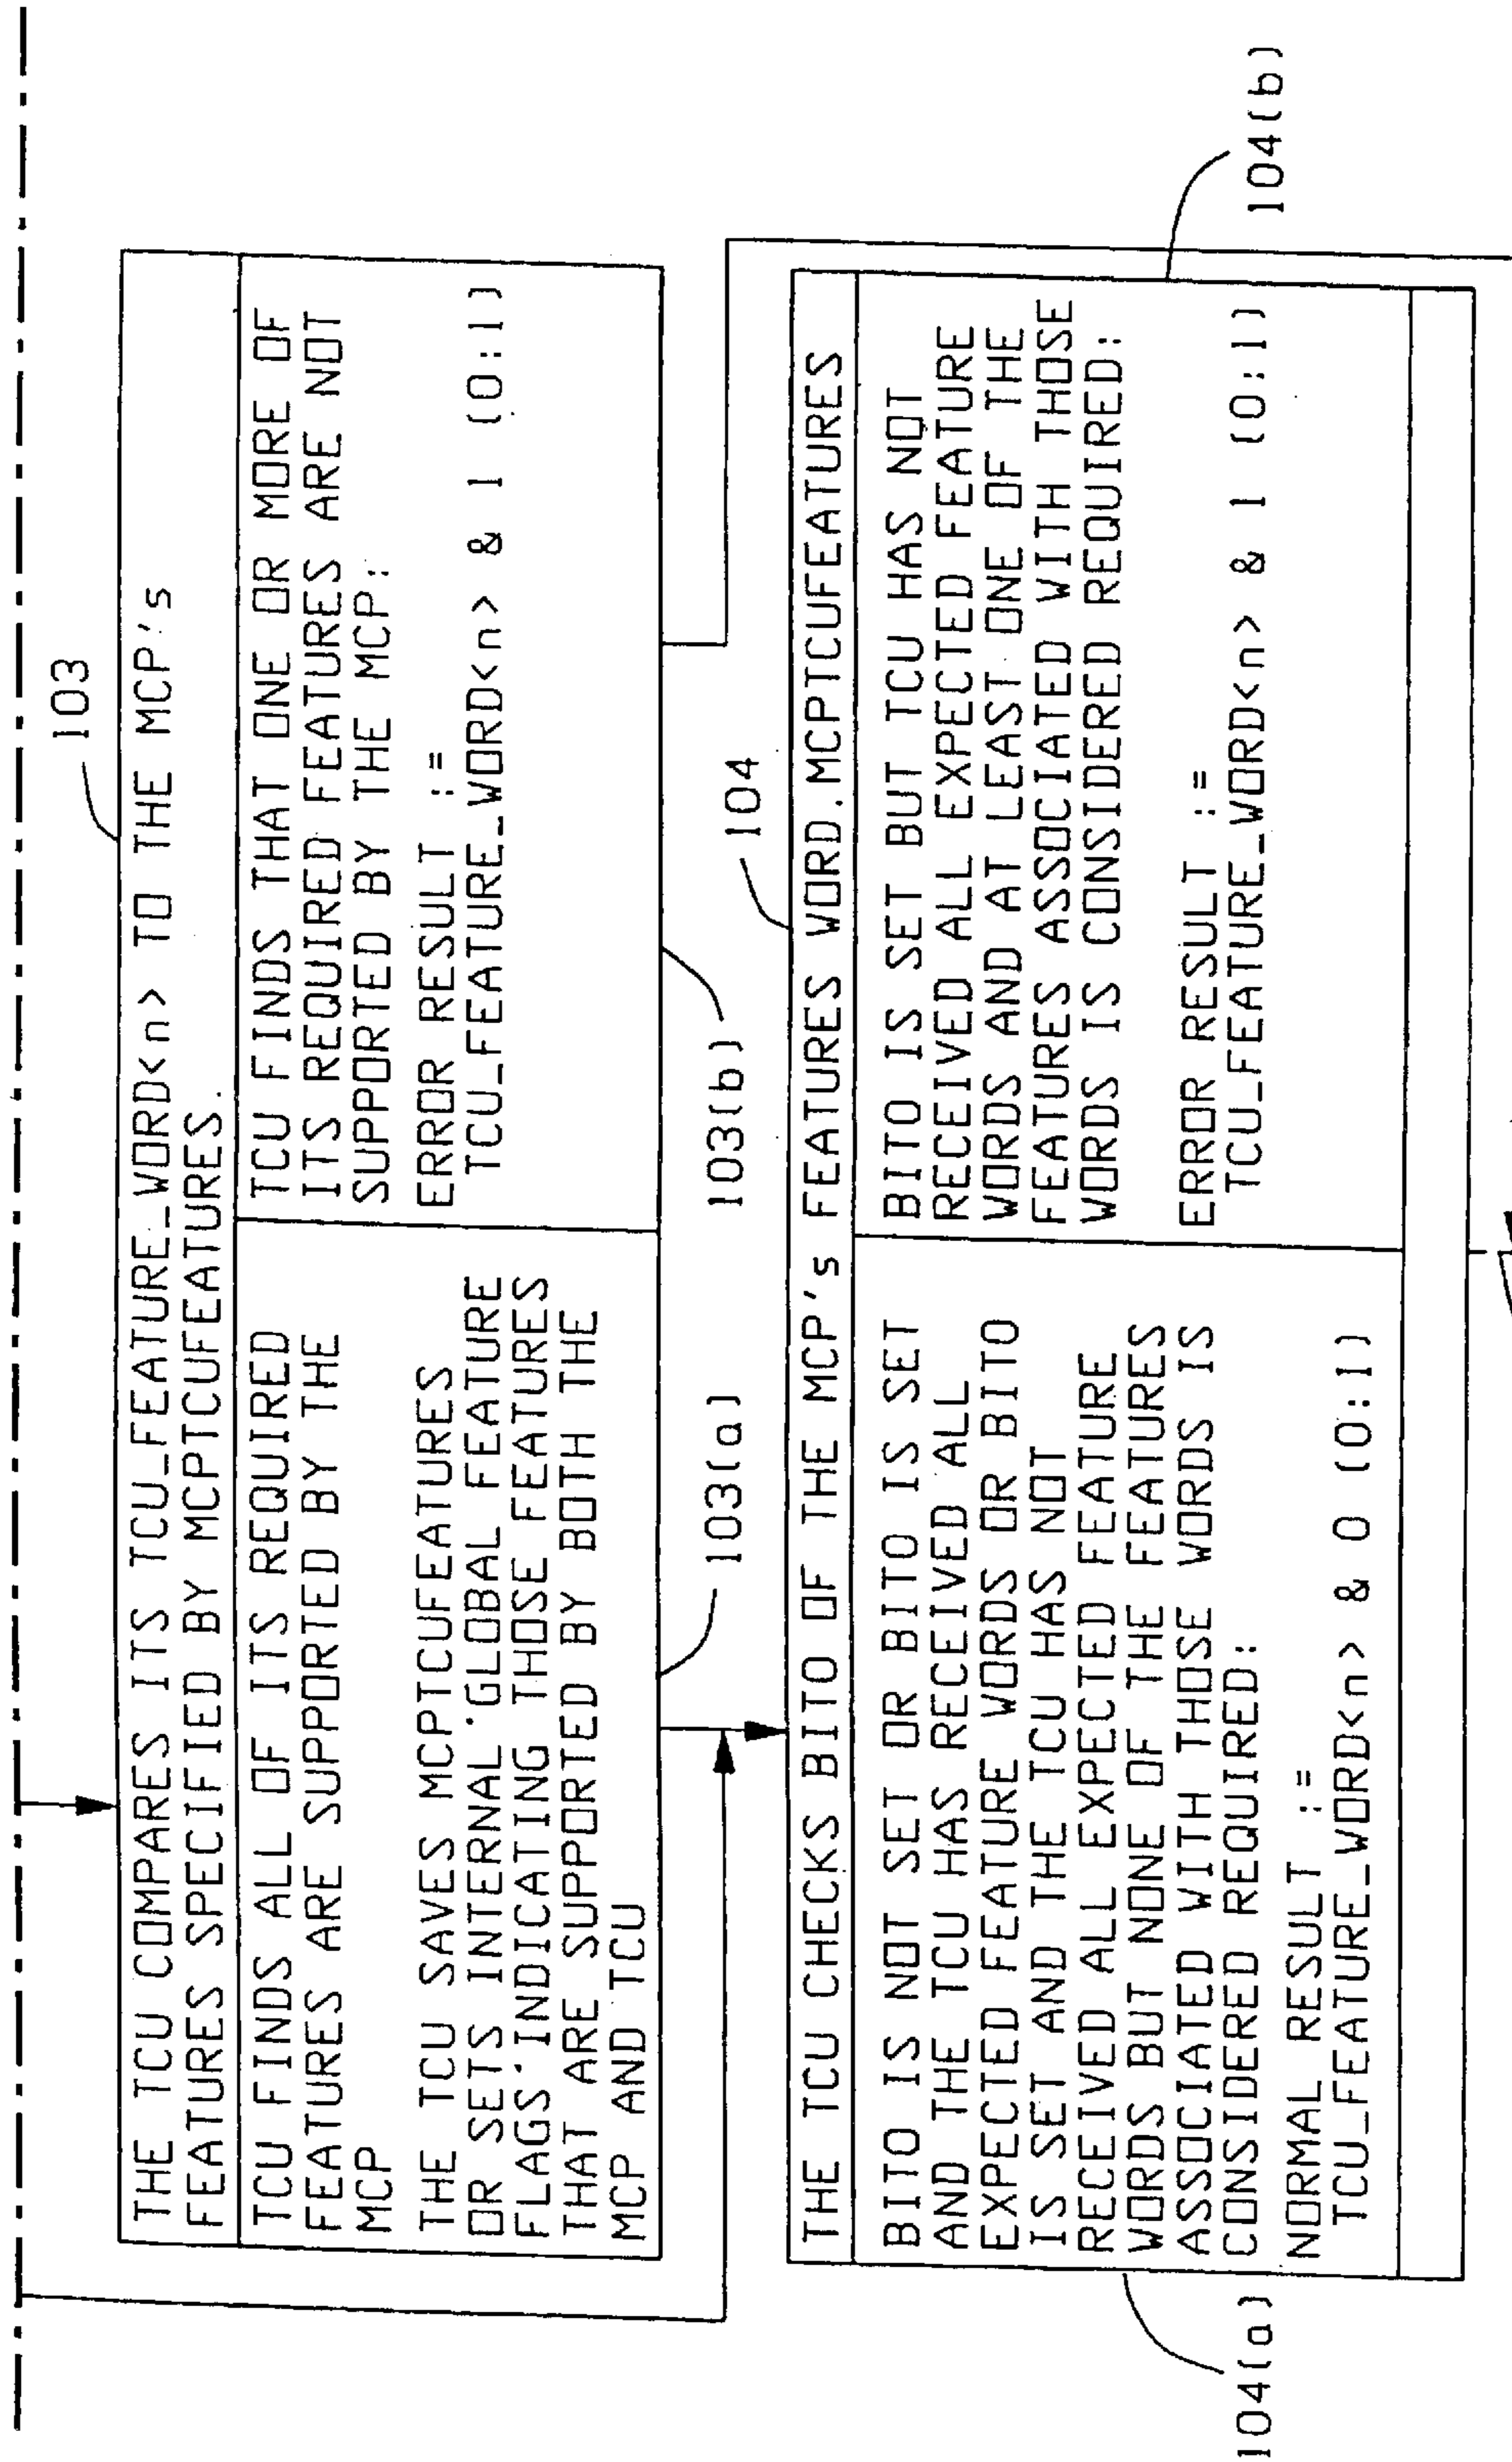 103
THE TCU COMPARES ITS TCU_FEATURE_WORD<n> TO THE MCP's
FEATURES SPECIFIED BY MCPTCUFEATURES.
TCU FINDS ALL OF ITS REQUIRED
FEATURES ARE SUPPORTED BY THE
MCP
THE TCU SAVES MCPTCUFEATURES
OR SETS INTERNAL 'GLOBAL FEATURE
FLAGS' INDICATING THOSE FEATURES
THAT ARE SUPPORTED BY BOTH THE
MCP AND TCU
TCU FINDS THAT ONE OR MORE OF
ITS REQUIRED FEATURES ARE NOT
SUPPORTED BY THE MCP:
ERROR RESULT :=
TCU_FEATURE_WORD<n> & 1 (0:1)
103(a)
103(b)
104
THE TCU CHECKS BIT0 OF THE MCP's FEATURES WORD.MCPTCUFEATURES
BIT0 IS NOT SET OR BIT0 IS SET
AND THE TCU HAS RECEIVED ALL
EXPECTED FEATURE WORDS OR BIT0
IS SET AND THE TCU HAS NOT
RECEIVED ALL EXPECTED FEATURE
WORDS BUT NONE OF THE FEATURES
ASSOCIATED WITH THOSE WORDS IS
CONSIDERED REQUIRED:
NORMAL RESULT :=
TCU_FEATURE_WORD<n> & 0 (0:1)
BIT0 IS SET BUT TCU HAS NOT
RECEIVED ALL EXPECTED FEATURE
WORDS AND AT LEAST ONE OF THE
FEATURES ASSOCIATED WITH THOSE
WORDS IS CONSIDERED REQUIRED:
ERROR RESULT :=
TCU_FEATURE_WORD<n> & 1 (0:1)
104(a)
104(b)